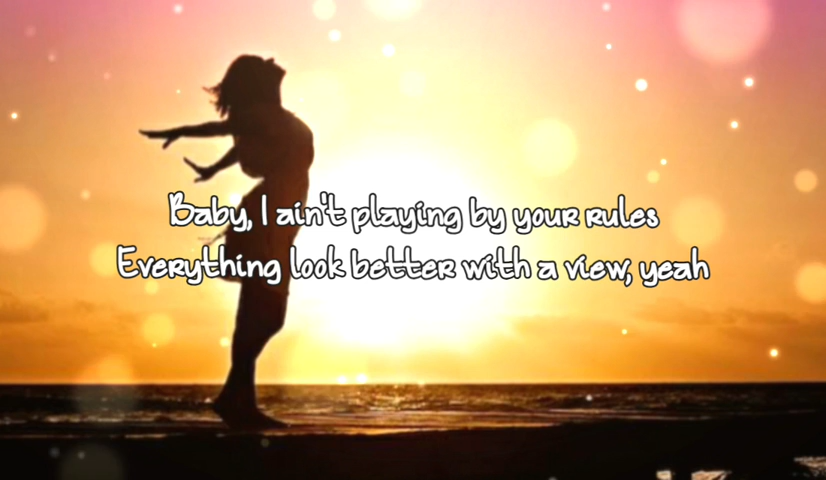 Baby, I ain't playing by your rules
Everything look better with a view, yeah